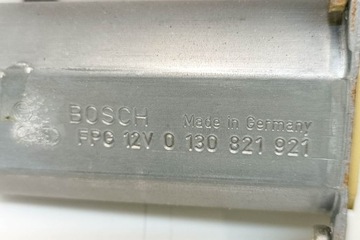 BOSCH Made in Germany
FPG 12V 0 130 821 921